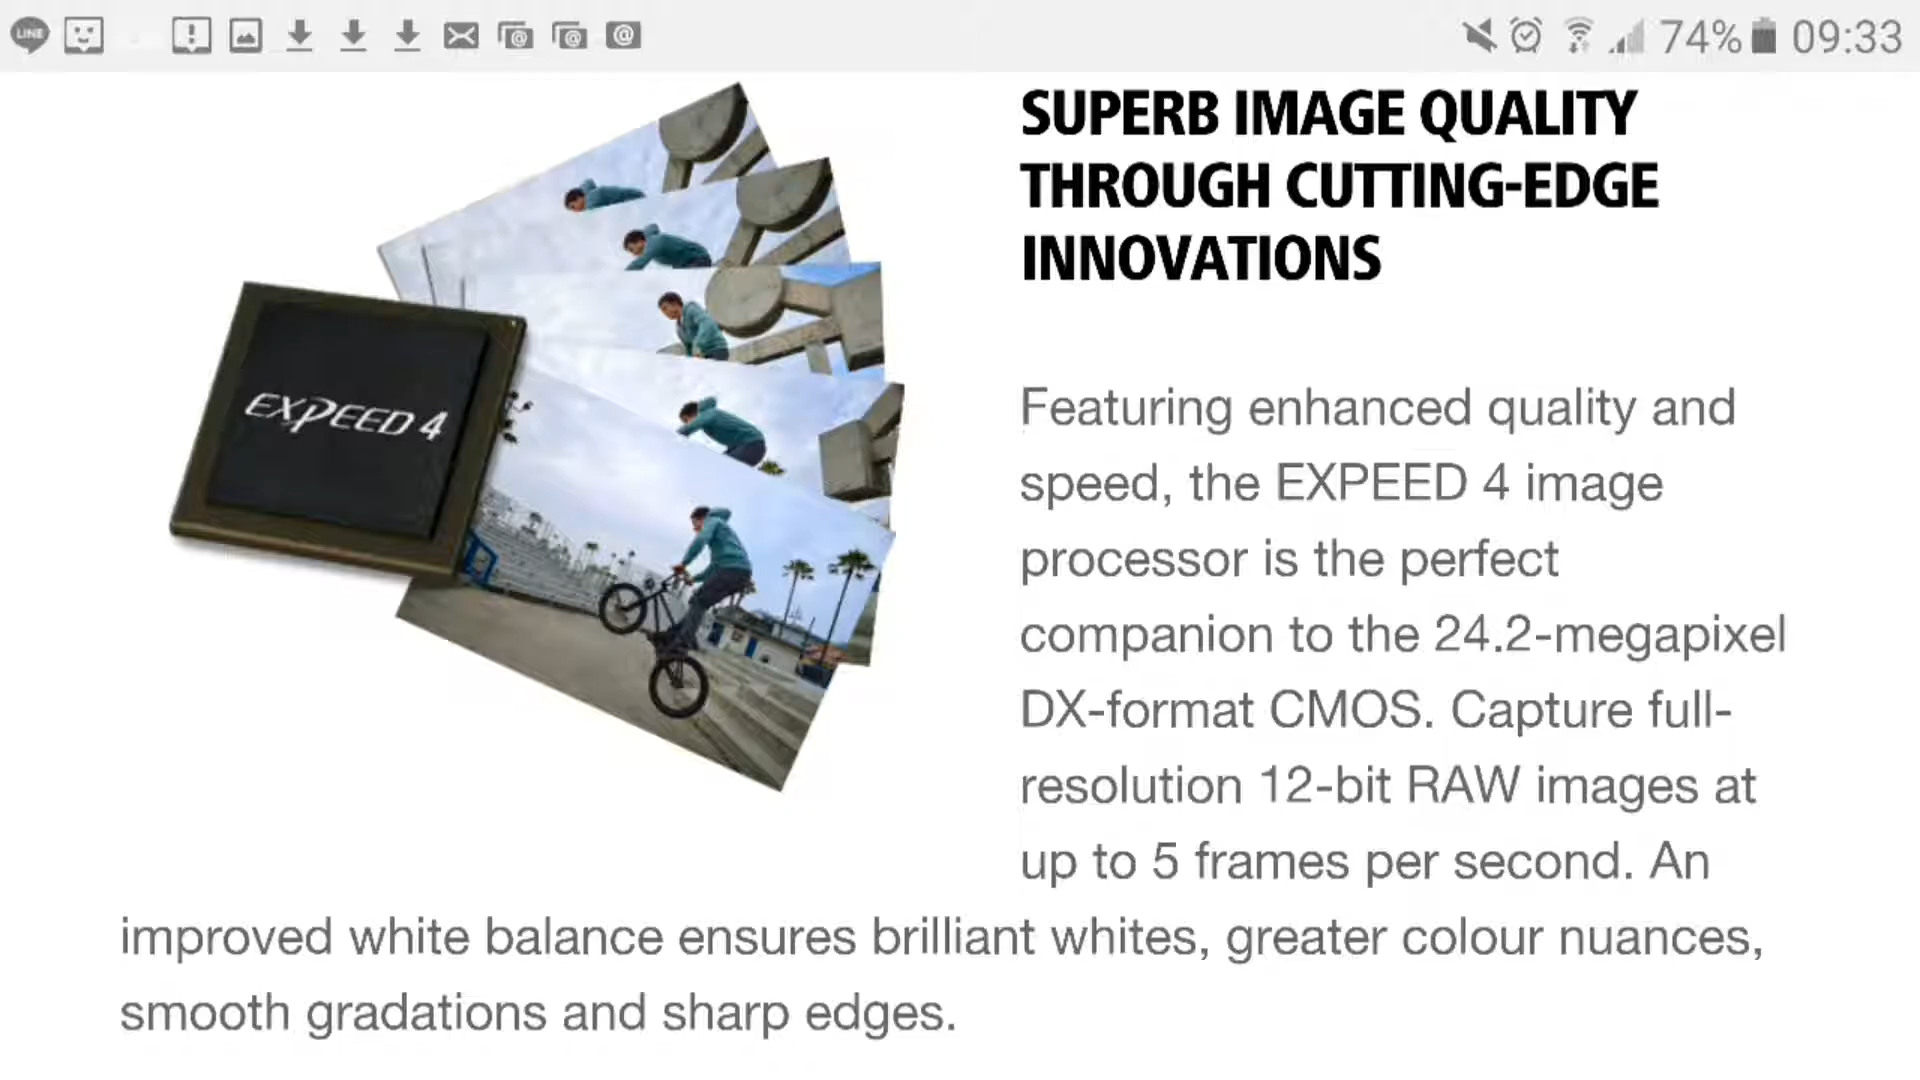 LINE
74% 09:33
SUPERB IMAGE QUALITY
THROUGH CUTTING-EDGE
INNOVATIONS
EXPEED 4
Featuring enhanced quality and
speed, the EXPEED 4 image
processor is the perfect
companion to the 24.2-megapixel
DX-format CMOS. Capture full-
resolution 12-bit RAW images at
up to 5 frames per second. An
improved white balance ensures brilliant whites, greater colour nuances,
smooth gradations and sharp edges.